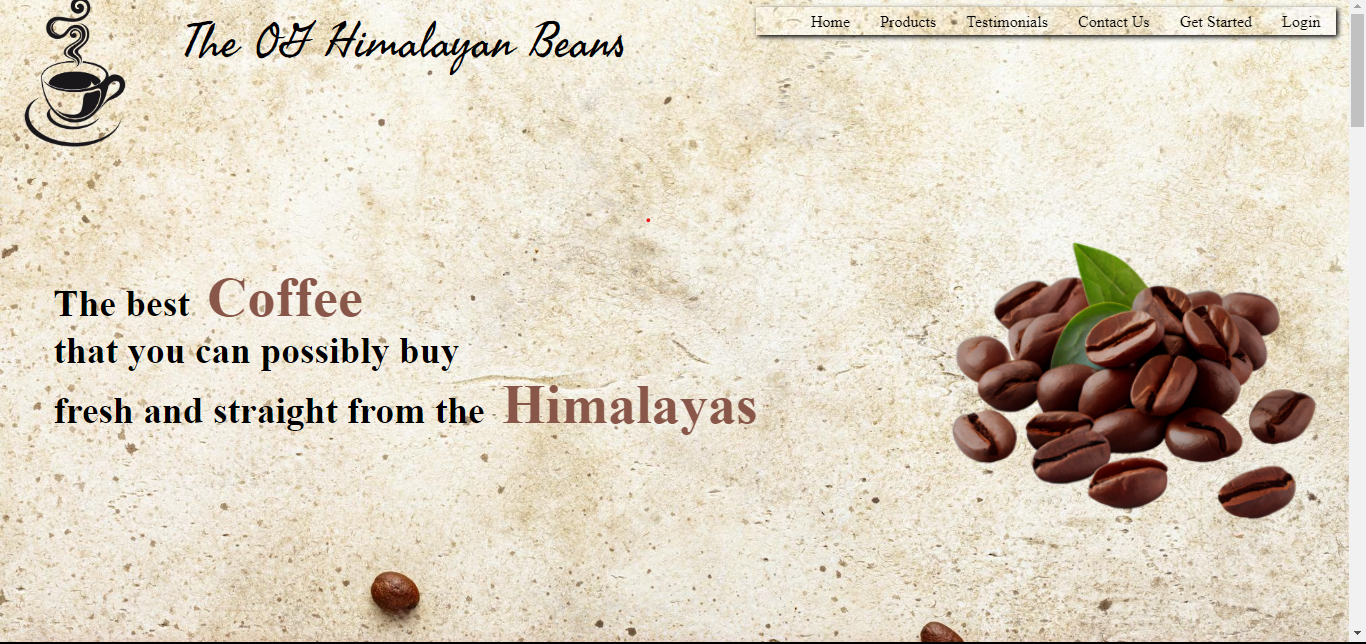 The OG Himalayan Beans
Home Products Testimonials Contact Us Get Started Login
The best Coffee
that you can possibly buy
fresh and straight from the Himalayas